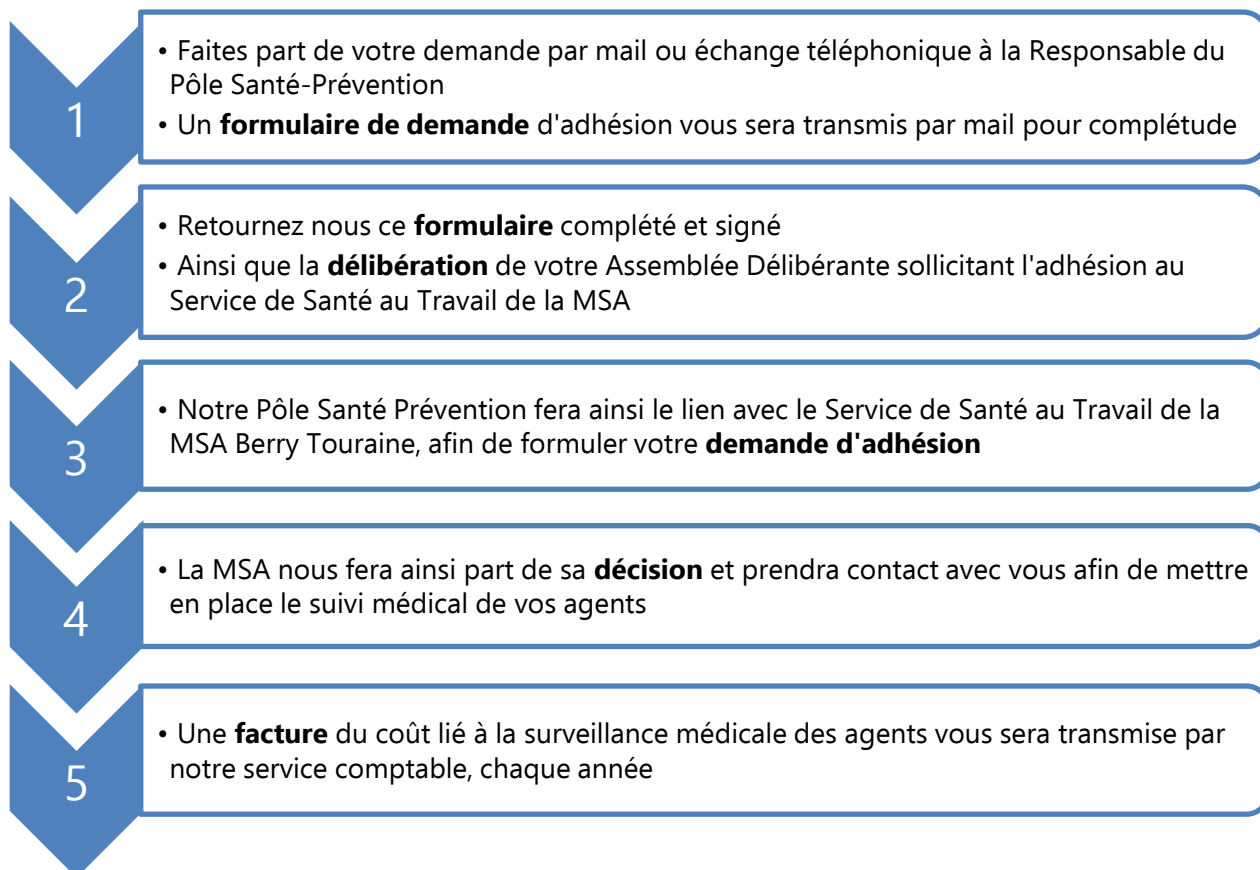 1
• Faites part de votre demande par mail ou échange téléphonique à la Responsable du
Pôle Santé-Prévention
• Un formulaire de demande d'adhésion vous sera transmis par mail pour complétude
2
• Retournez nous ce formulaire complété et signé
• Ainsi que la délibération de votre Assemblée Délibérante sollicitant l'adhésion au
Service de Santé au Travail de la MSA
3
• Notre Pôle Santé Prévention fera ainsi le lien avec le Service de Santé au Travail de la
MSA Berry Touraine, afin de formuler votre demande d'adhésion
4
• La MSA nous fera ainsi part de sa décision et prendra contact avec vous afin de mettre
en place le suivi médical de vos agents
5
• Une facture du coût lié à la surveillance médicale des agents vous sera transmise par
notre service comptable, chaque année